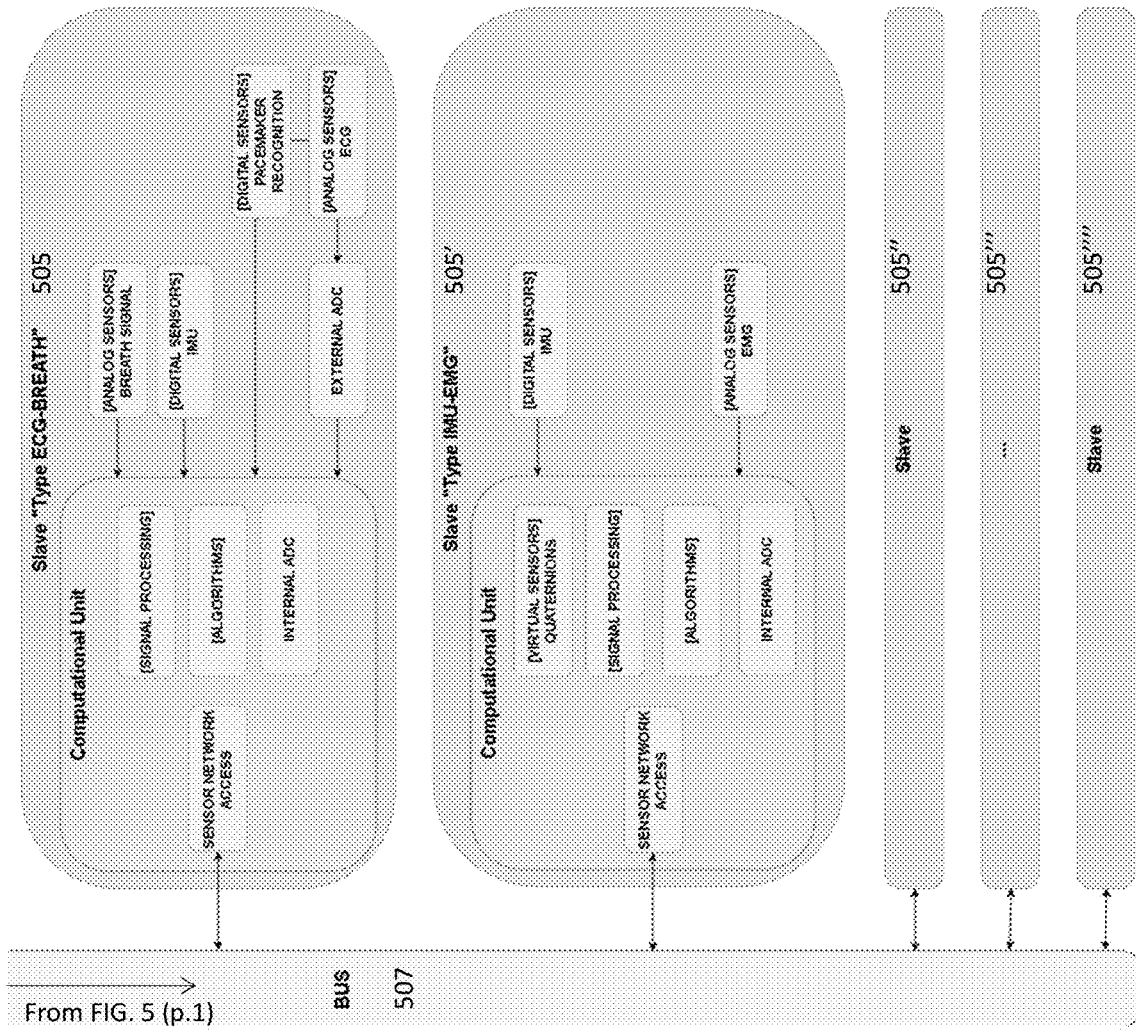 Slave "Type ECG-BREATH" 505
Computational Unit
SENSOR NETWORK
ACCESS
[SIGNAL PROCESSING]
[ALGORITHMS]
INTERNAL ADC
[ANALOG SENSORS]
BREATH SIGNAL
[DIGITAL SENSORS]
IMU
EXTERNAL ADC
[DIGITAL SENSORS]
PACEMAKER
RECOGNITION
[ANALOG SENSORS]
ECG
Slave "Type IMU-EMG" 505'
Computational Unit
SENSOR NETWORK
ACCESS
[VIRTUAL SENSORS]
QUATERNIONS
[SIGNAL PROCESSING]
[ALGORITHMS]
INTERNAL ADC
[DIGITAL SENSORS]
IMU
[ANALOG SENSORS]
EMG
Slave 505''
... 505'''
Slave 505''''
BUS 507
From FIG. 5 (p.1)